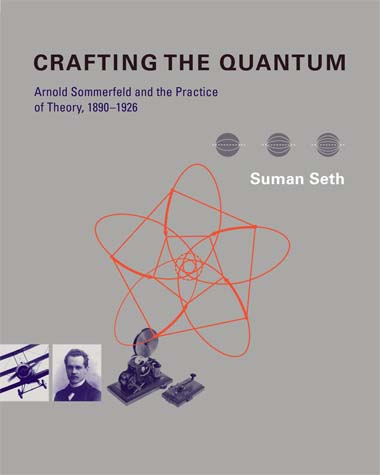 CRAFTING THE QUANTUM
Arnold Sommerfeld and the Practice
of Theory, 1890–1926
Suman Seth